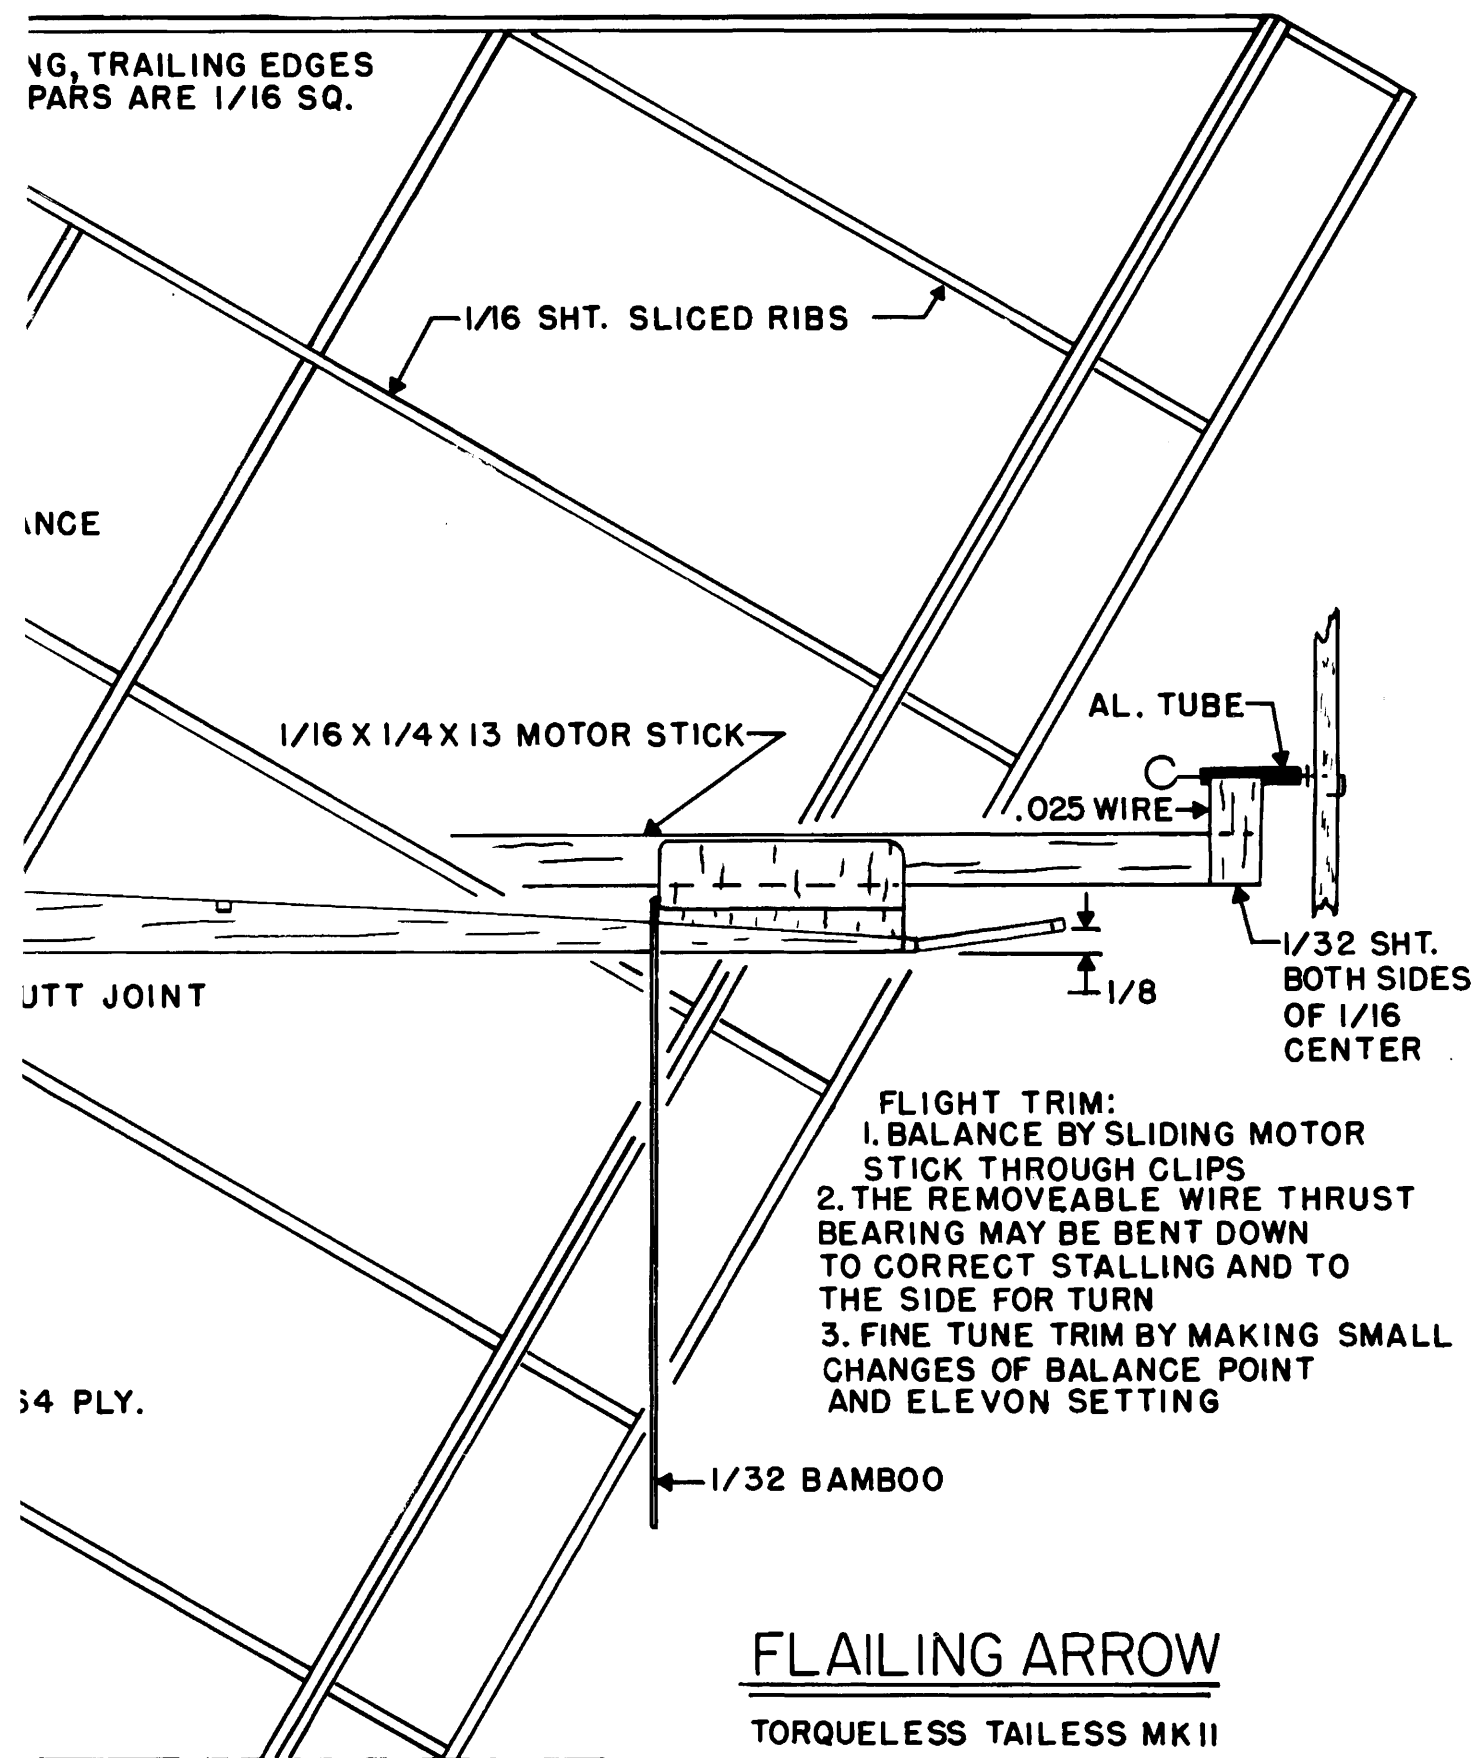 NG, TRAILING EDGES
PARS ARE 1/16 SQ.
1/16 SHT. SLICED RIBS
ANCE
1/16 X 1/4 X 13 MOTOR STICK
AL. TUBE
.025 WIRE
1/32 SHT.
BOTH SIDES
OF 1/16
CENTER
1/8
UTT JOINT
FLIGHT TRIM:
1. BALANCE BY SLIDING MOTOR
STICK THROUGH CLIPS
2. THE REMOVEABLE WIRE THRUST
BEARING MAY BE BENT DOWN
TO CORRECT STALLING AND TO
THE SIDE FOR TURN
3. FINE TUNE TRIM BY MAKING SMALL
CHANGES OF BALANCE POINT
AND ELEVON SETTING
64 PLY.
1/32 BAMBOO
FLAILING ARROW
TORQUELESS TAILESS MK II